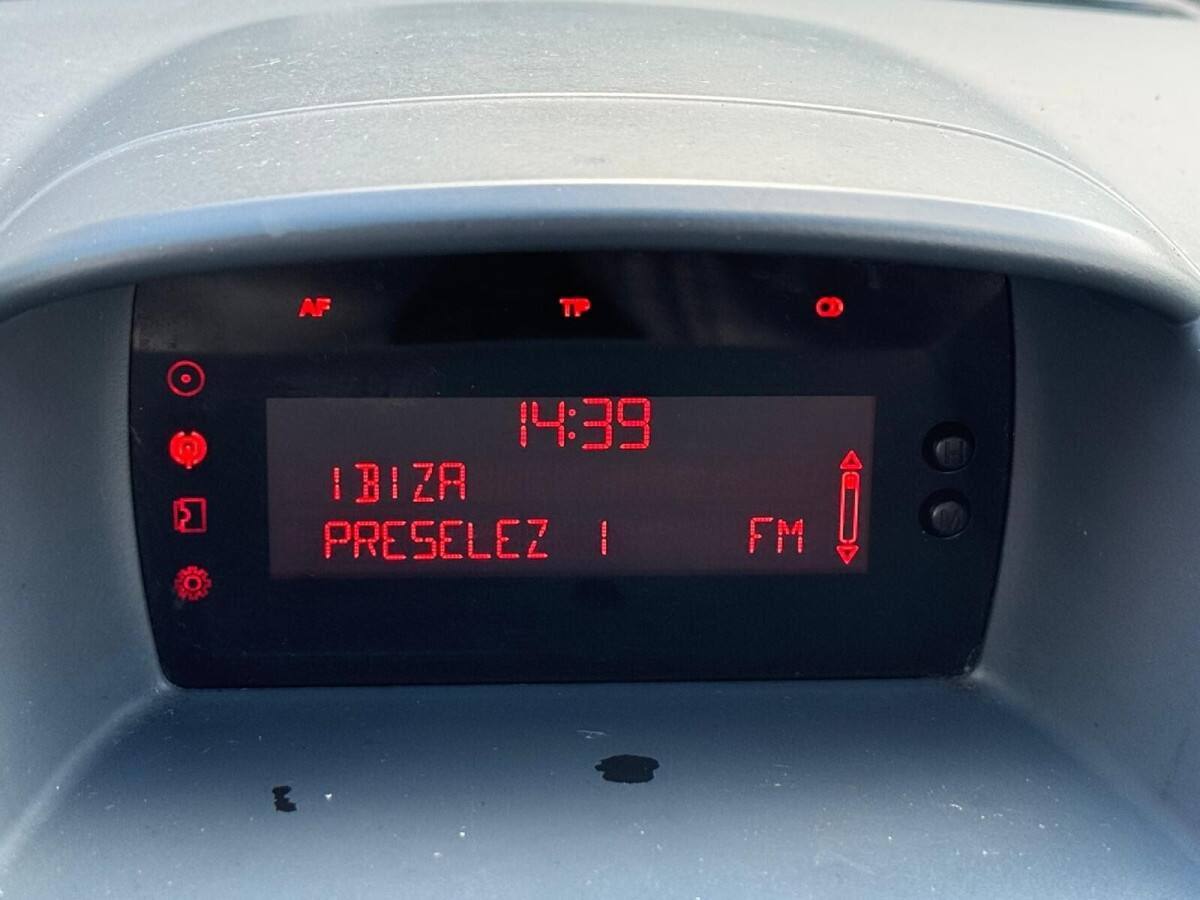 AF TP
14:39
IBIZA
PRESELEZ 1 FM
H
M